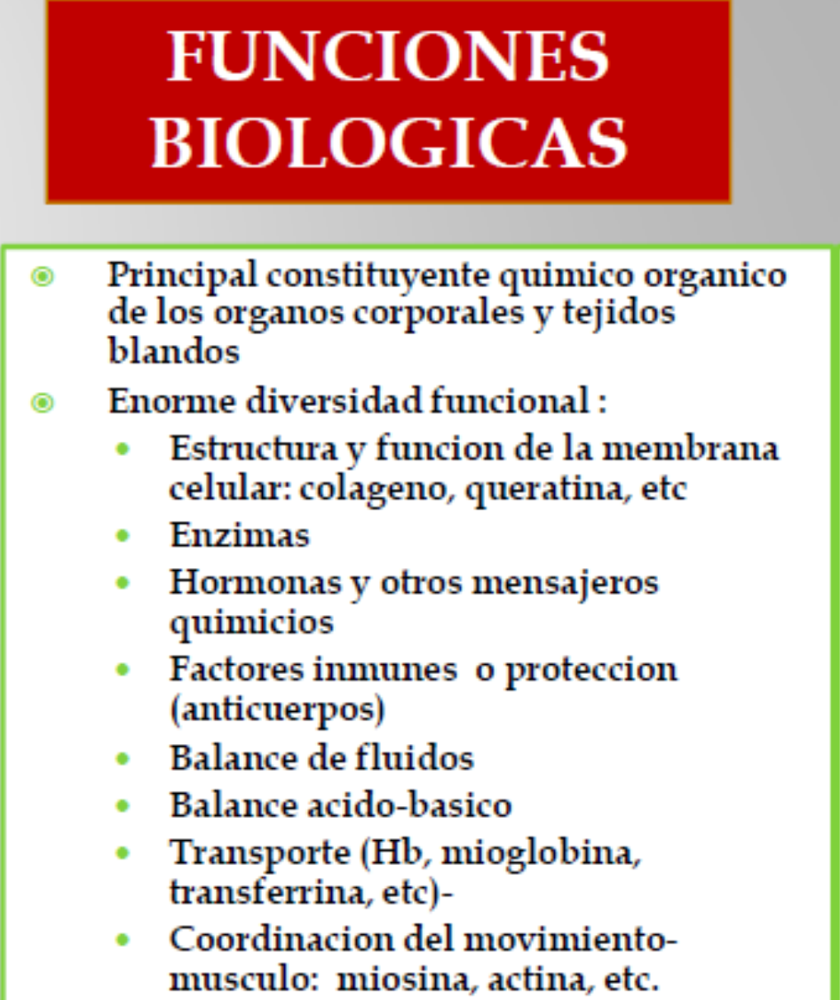 FUNCIONES
BIOLOGICAS
Principal constituyente quimico organico
de los organos corporales y tejidos
blandos
Enorme diversidad funcional :
Estructura y funcion de la membrana
celular: colageno, queratina, etc
Enzimas
Hormonas y otros mensajeros
quimicios
Factores inmunes o proteccion
(anticuerpos)
Balance de fluidos
Balance acido-basico
Transporte (Hb, mioglobina,
transferrina, etc)-
Coordinacion del movimiento-
musculo: miosina, actina, etc.